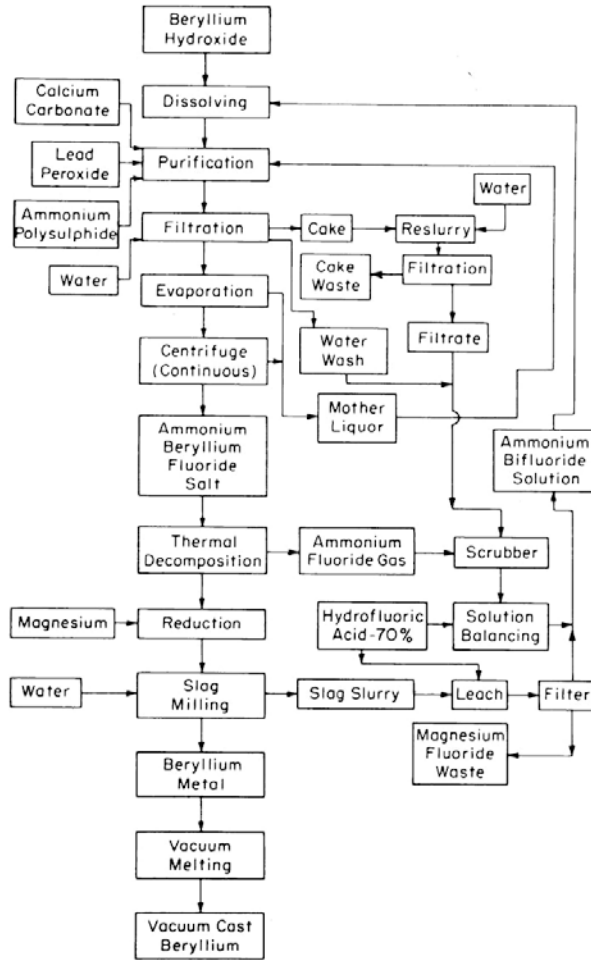 Beryllium
Hydroxide
Calcium
Carbonate
Dissolving
Lead
Peroxide
Purification
Ammonium
Polysulphide
Water
Filtration
Cake
Reslurry
Water
Cake
Waste
Filtration
Evaporation
Water
Wash
Filtrate
Centrifuge
(Continuous)
Mother
Liquor
Ammonium
Beryllium
Fluoride
Salt
Ammonium
Bifluoride
Solution
Thermal
Decomposition
Ammonium
Fluoride Gas
Scrubber
Magnesium
Reduction
Hydrofluoric
Acid-70%
Solution
Balancing
Water
Slag
Milling
Slag Slurry
Leach
Filter
Magnesium
Fluoride
Waste
Beryllium
Metal
Vacuum
Melting
Vacuum Cast
Beryllium